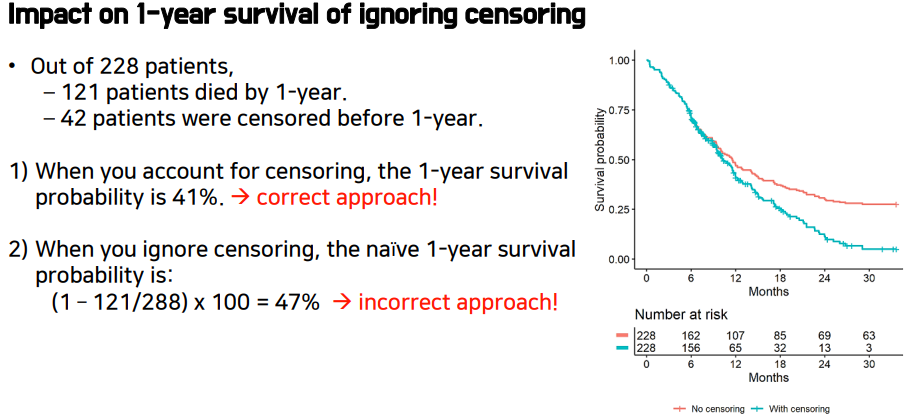 Impact on 1-year survival of ignoring censoring
• Out of 228 patients,
– 121 patients died by 1-year.
– 42 patients were censored before 1-year.
1) When you account for censoring, the 1-year survival
probability is 41%. → correct approach!
2) When you ignore censoring, the naïve 1-year survival
probability is:
(1 – 121/288) x 100 = 47% → incorrect approach!
Survival probability
1.00
0.75
0.50
0.25
0.00
0 6 12 18 24 30
Months
Number at risk
228 162 107 85 69 63
228 156 65 32 13 3
0 6 12 18 24 30
Months
No censoring With censoring